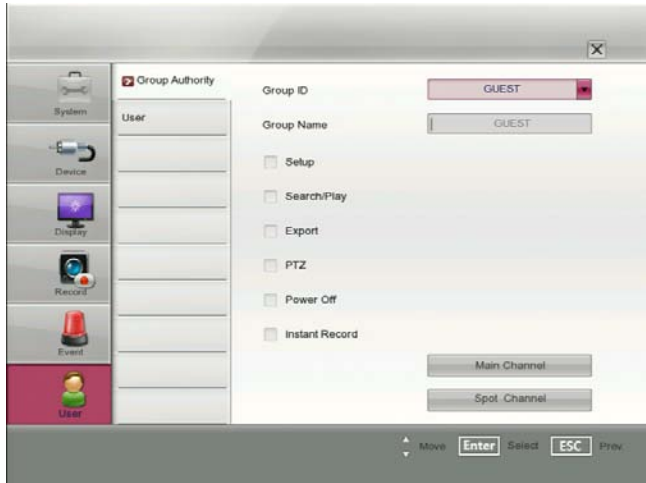 System
Device
Display
Record
Event
User
Group Authority
User
Group ID
GUEST
Group Name
GUEST
Setup
Search/Play
Export
PTZ
Power Off
Instant Record
Main Channel
Spot Channel
Move Enter Select ESC Prev.